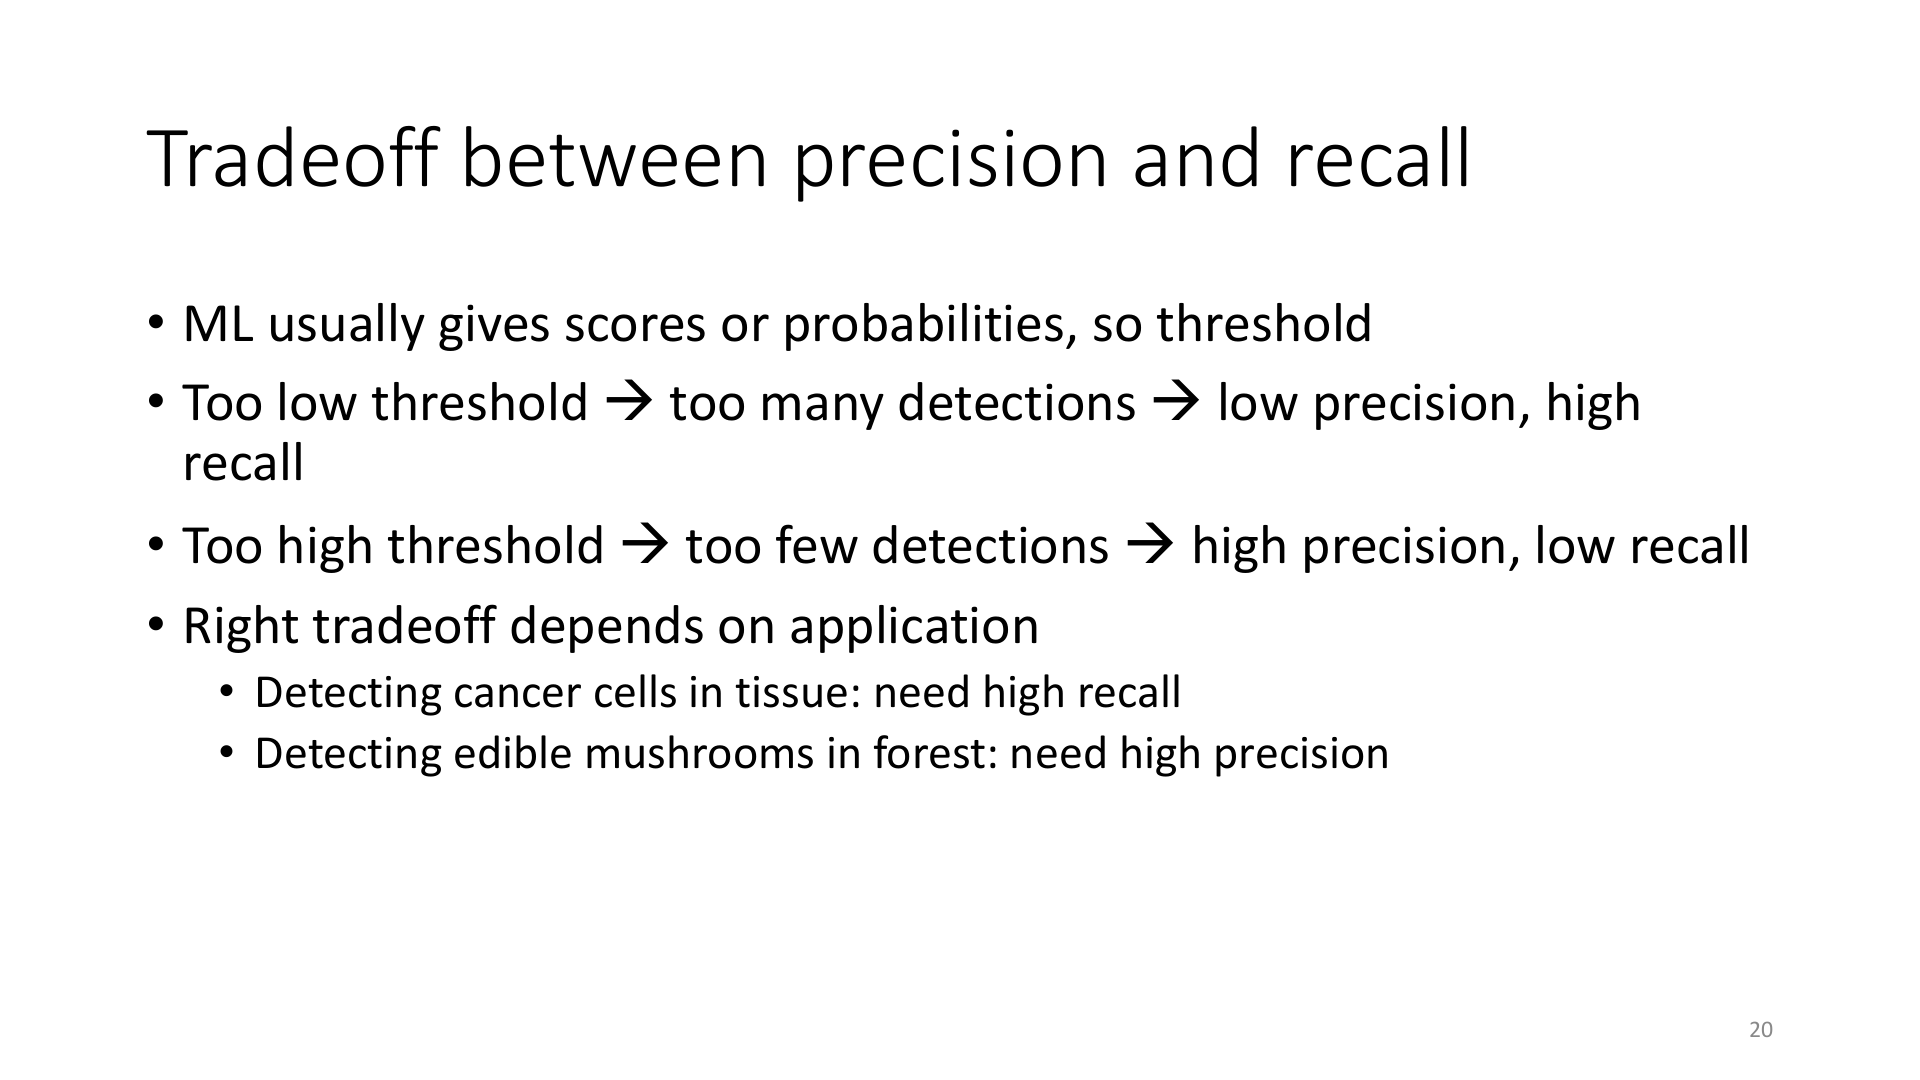 Tradeoff between precision and recall
• ML usually gives scores or probabilities, so threshold
• Too low threshold → too many detections → low precision, high
recall
• Too high threshold → too few detections → high precision, low recall
• Right tradeoff depends on application
• Detecting cancer cells in tissue: need high recall
• Detecting edible mushrooms in forest: need high precision
20